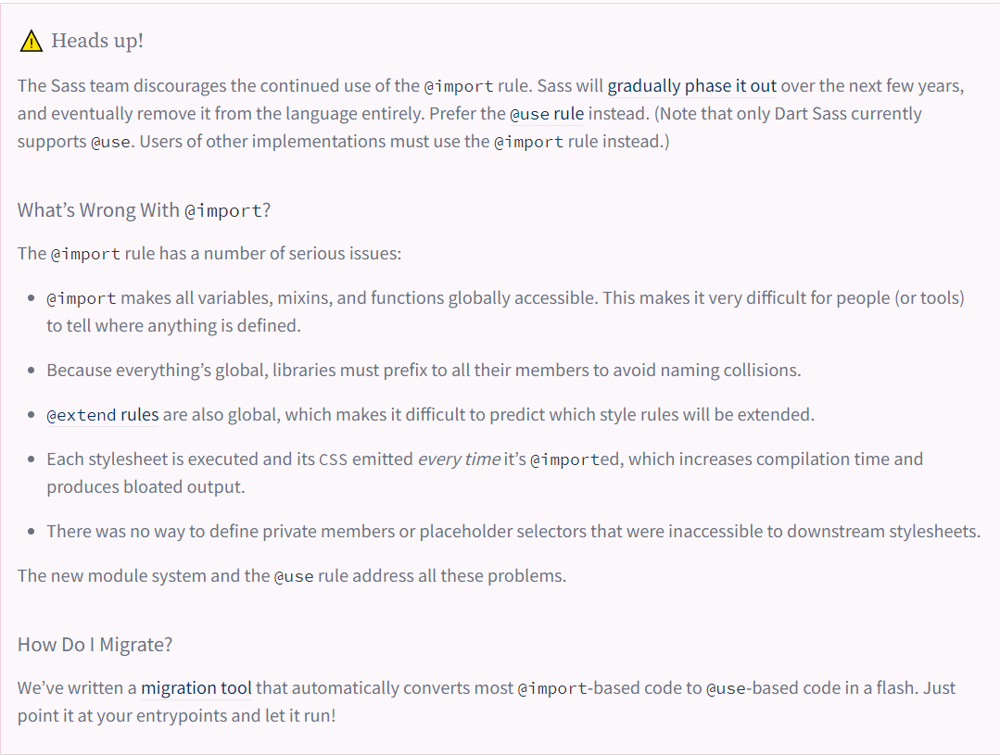 Heads up!
The Sass team discourages the continued use of the @import rule. Sass will gradually phase it out over the next few years,
and eventually remove it from the language entirely. Prefer the @use rule instead. (Note that only Dart Sass currently
supports @use. Users of other implementations must use the @import rule instead.)
What’s Wrong With @import?
The @import rule has a number of serious issues:
• @import makes all variables, mixins, and functions globally accessible. This makes it very difficult for people (or tools)
to tell where anything is defined.
• Because everything’s global, libraries must prefix to all their members to avoid naming collisions.
• @extend rules are also global, which makes it difficult to predict which style rules will be extended.
• Each stylesheet is executed and its CSS emitted every time it’s @imported, which increases compilation time and
produces bloated output.
• There was no way to define private members or placeholder selectors that were inaccessible to downstream stylesheets.
The new module system and the @use rule address all these problems.
How Do I Migrate?
We’ve written a migration tool that automatically converts most @import-based code to @use-based code in a flash. Just
point it at your entrypoints and let it run!